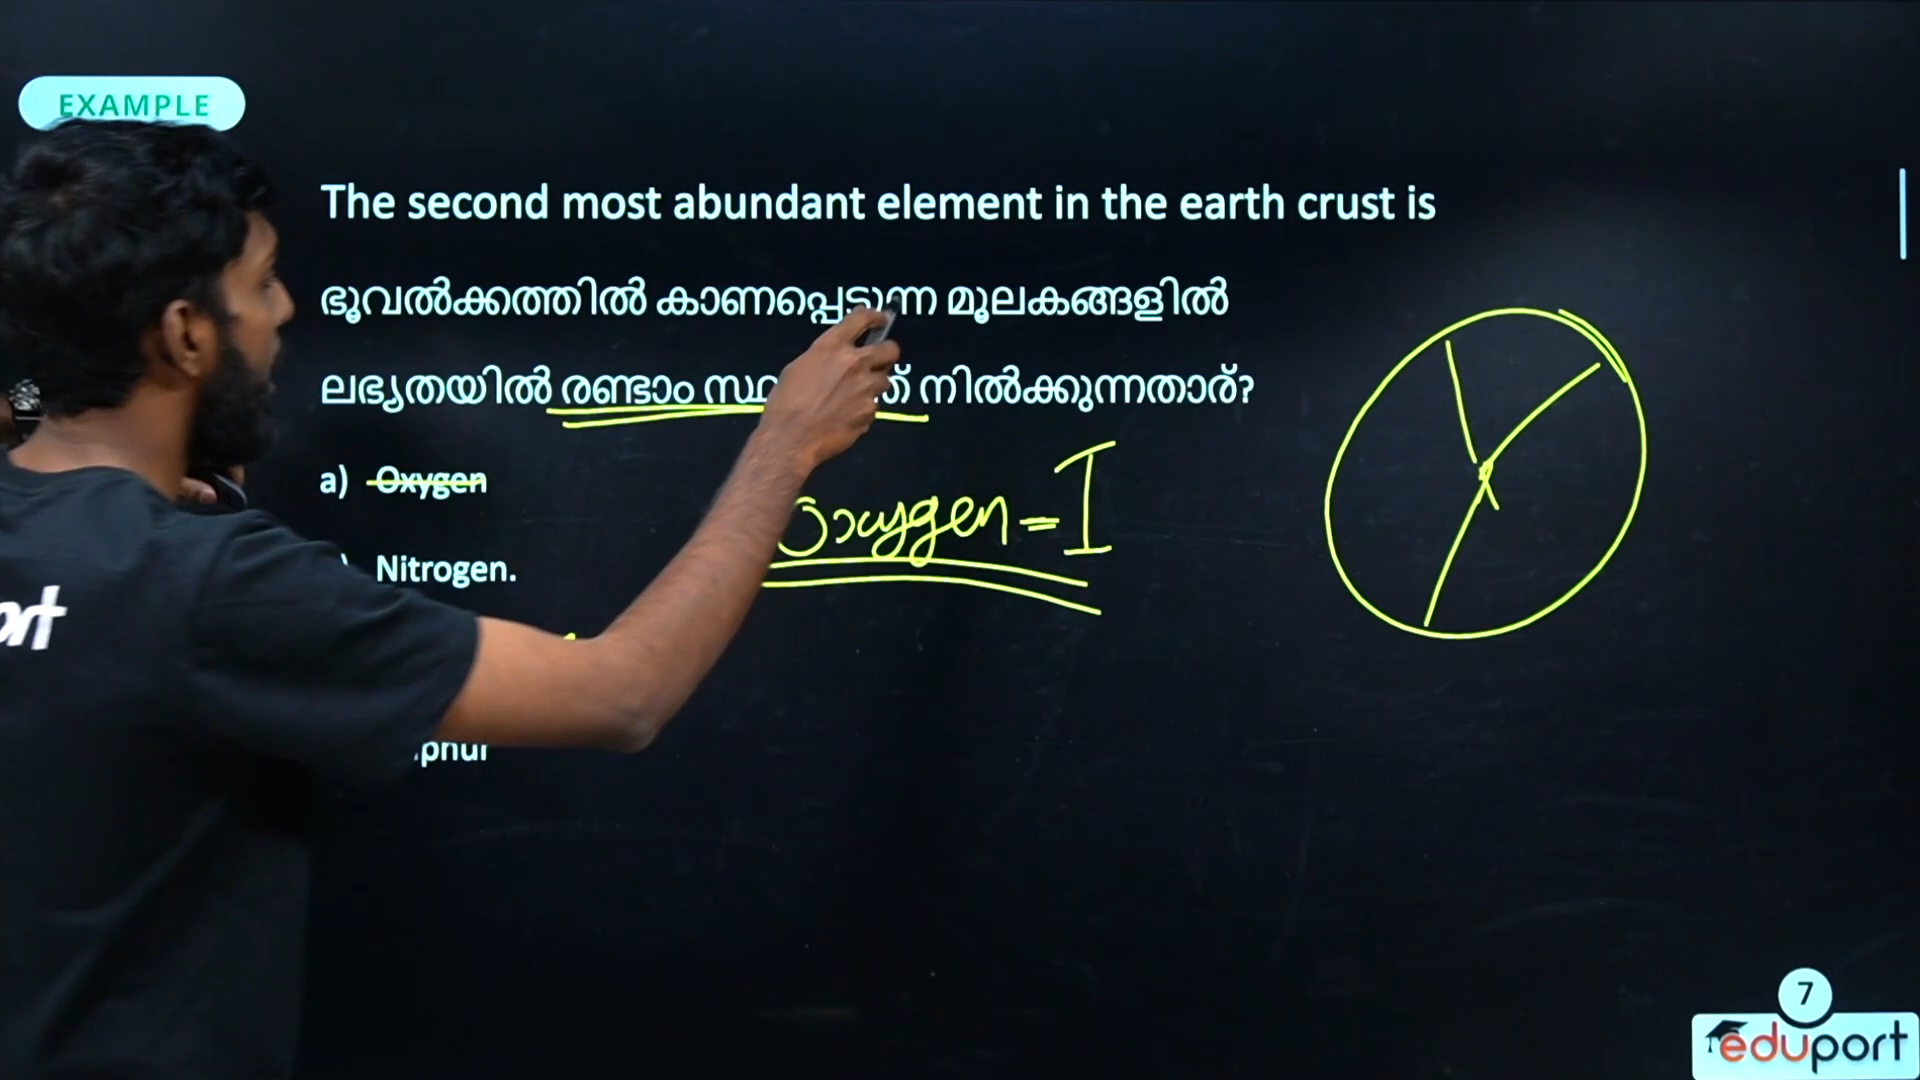 EXAMPLE
The second most abundant element in the earth crust is
ഭൂവൽക്കത്തിൽ കാണപ്പെടുന്ന മൂലകങ്ങളിൽ
ലഭ്യതയിൽ രണ്ടാം നിൽക്കുന്നതാര്?
a) Oxygen
Oxygen = I
Nitrogen.
7
eduport